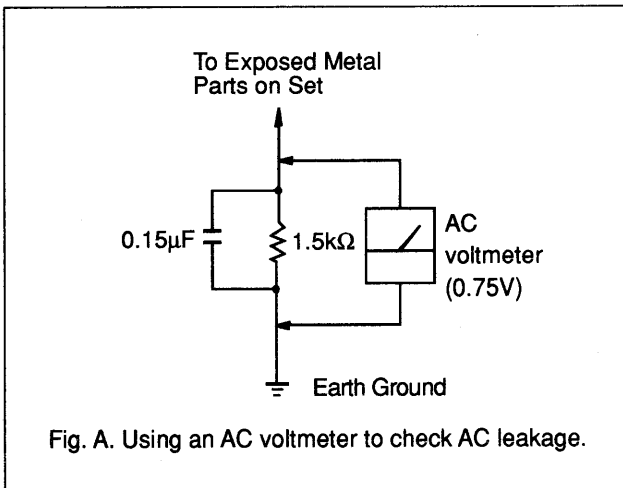 To Exposed Metal
Parts on Set
0.15μF
1.5kΩ
AC
voltmeter
(0.75V)
Earth Ground
Fig. A. Using an AC voltmeter to check AC leakage.